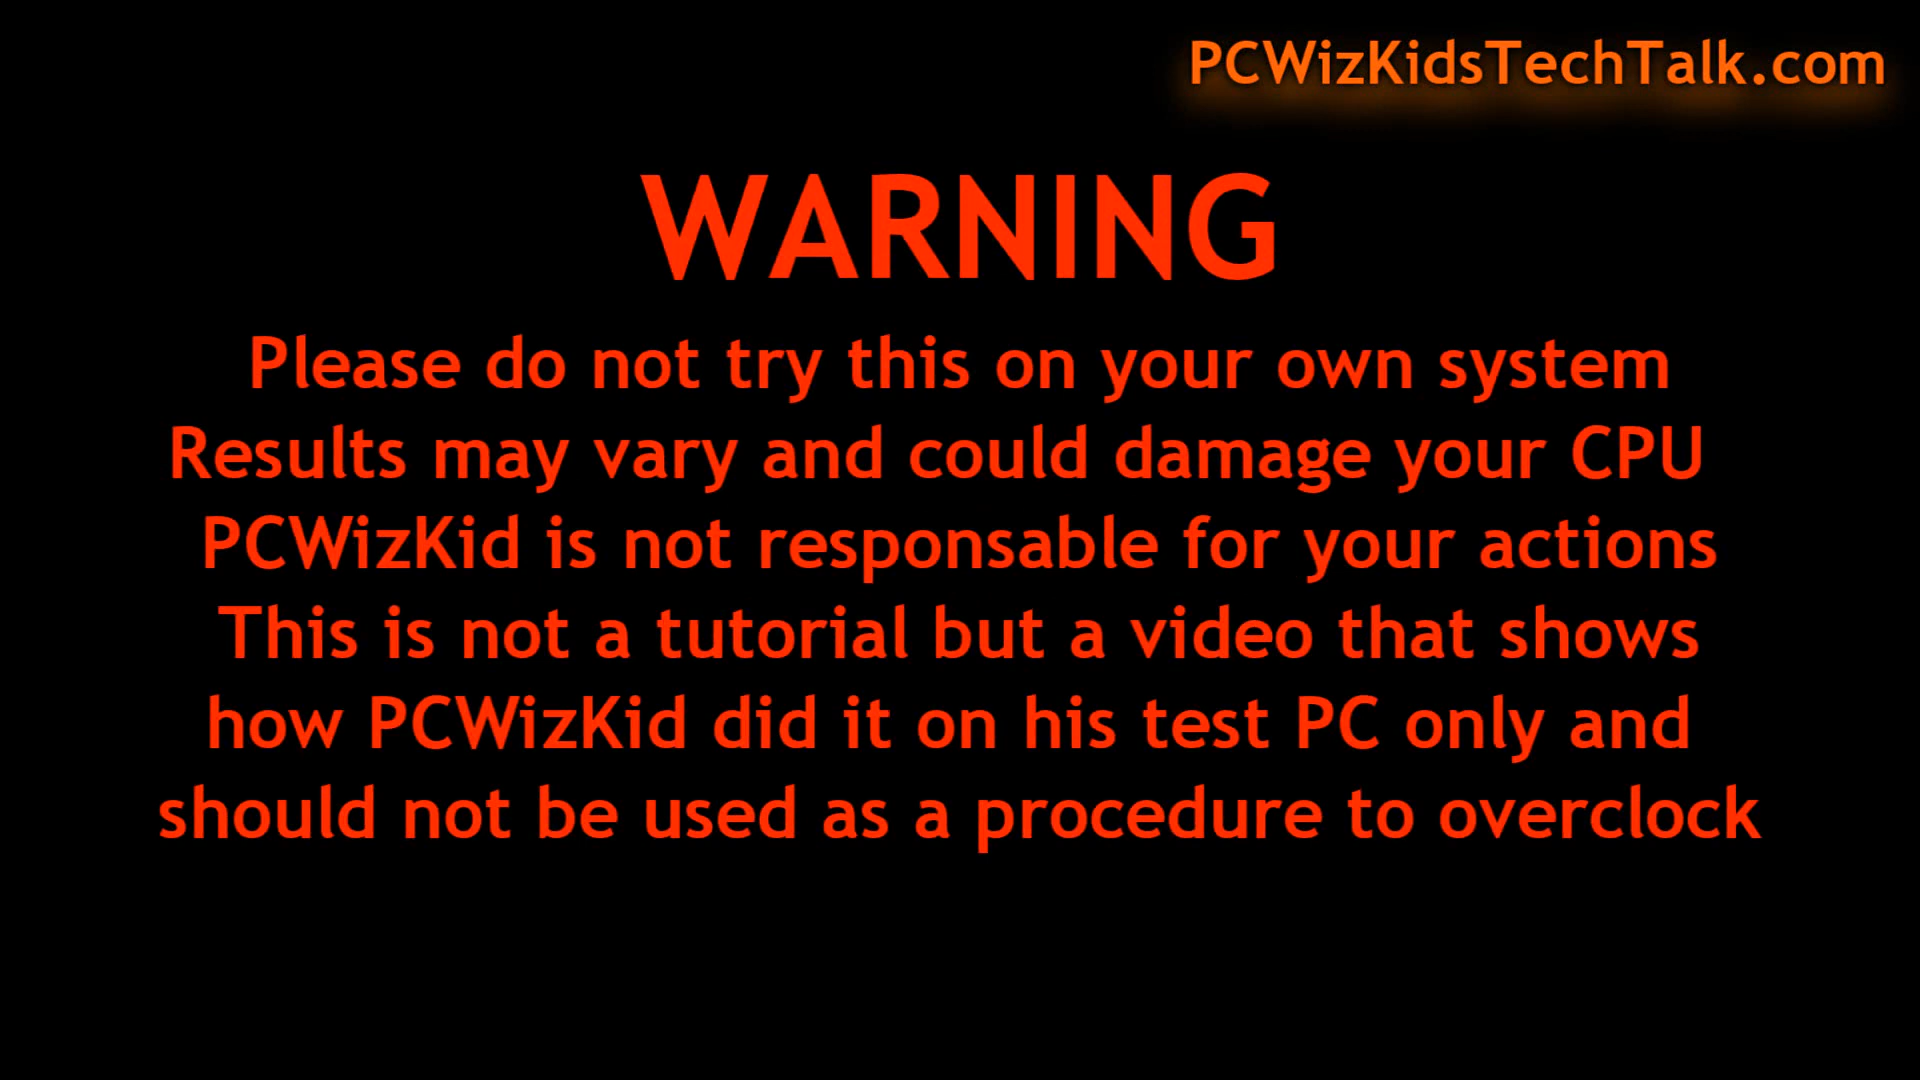 PCWizKidsTechTalk.com
WARNING
Please do not try this on your own system
Results may vary and could damage your CPU
PCWizKid is not responsable for your actions
This is not a tutorial but a video that shows
how PCWizKid did it on his test PC only and
should not be used as a procedure to overclock